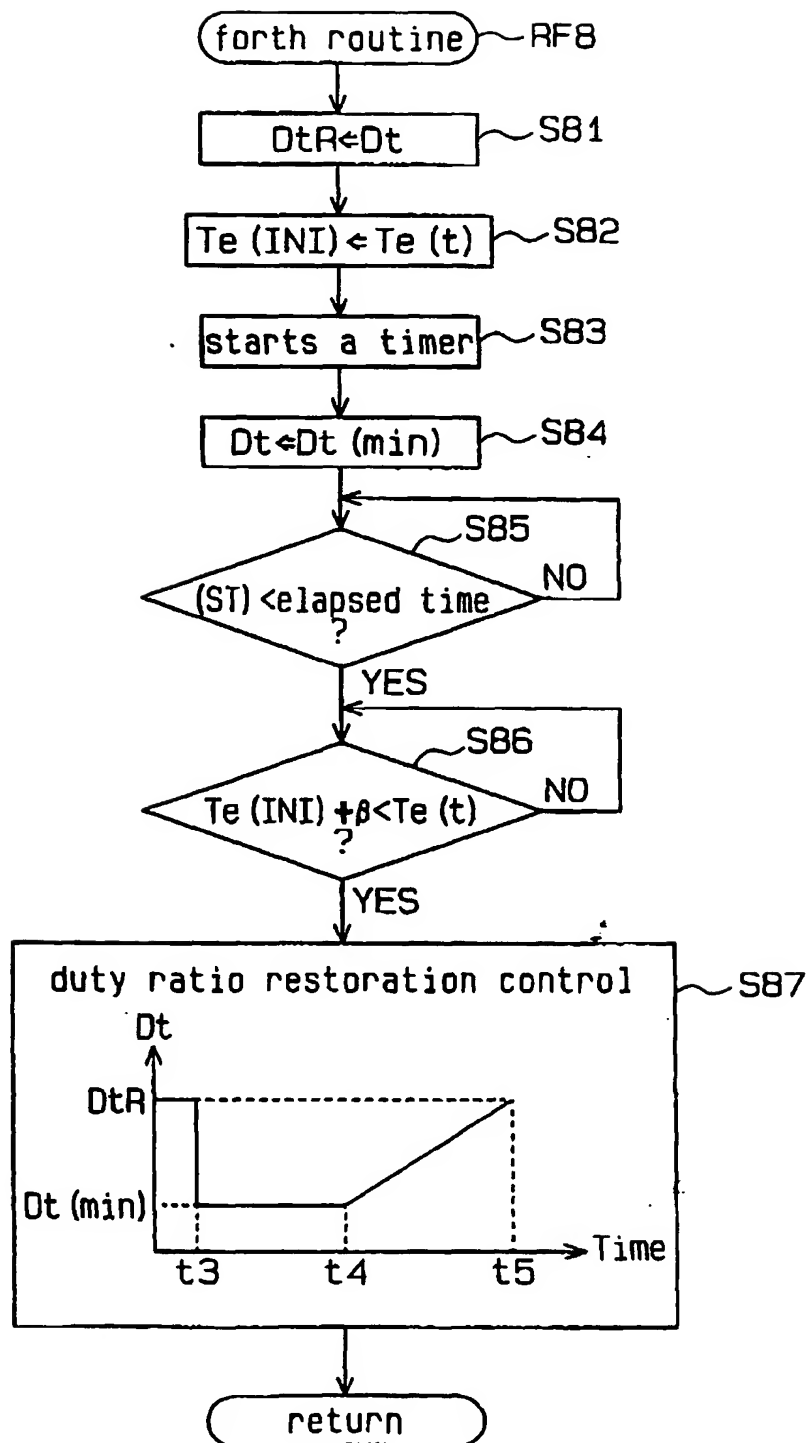 forth routine RF8
DtR⇐Dt S81
Te (INI) ⇐ Te (t) S82
starts a timer S83
Dt⇐Dt (min) S84
S85
(ST) <elapsed time
?
NO
YES
S86
Te (INI) +β<Te (t)
?
NO
YES
duty ratio restoration control S87
Dt
DtR
Dt (min)
Time
t3 t4 t5
return